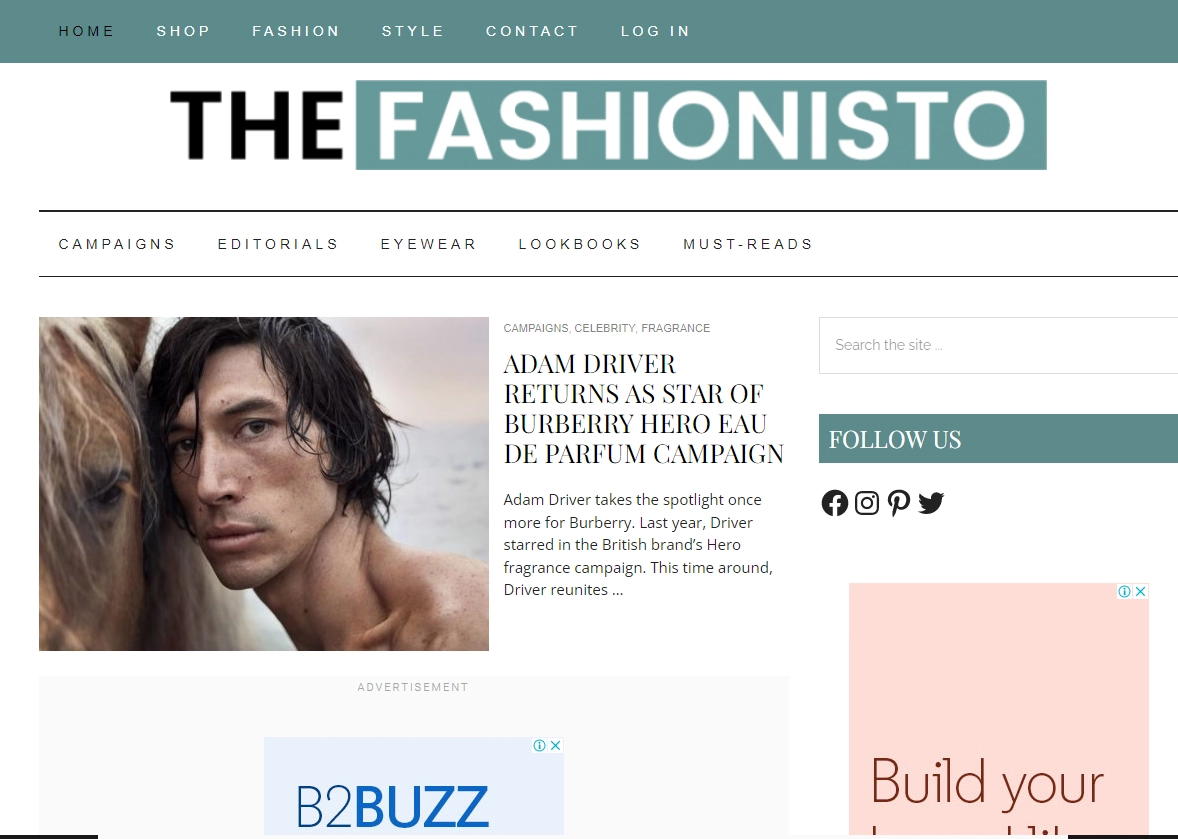 HOME SHOP FASHION STYLE CONTACT LOG IN
THE FASHIONISTO
CAMPAIGNS EDITORIALS EYEWEAR LOOKBOOKS MUST-READS
CAMPAIGNS, CELEBRITY, FRAGRANCE
ADAM DRIVER
RETURNS AS STAR OF
BURBERRY HERO EAU
DE PARFUM CAMPAIGN
Adam Driver takes the spotlight once
more for Burberry. Last year, Driver
starred in the British brand’s Hero
fragrance campaign. This time around,
Driver reunites ...
ADVERTISEMENT
B2BUZZ
Search the site ...
FOLLOW US
Build your